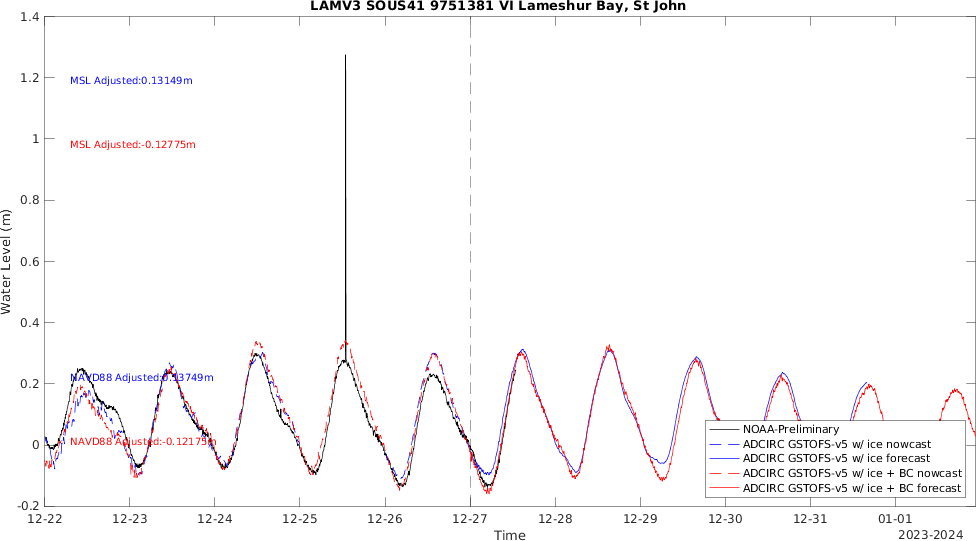 LAMV3 SOUS41 9751381 VI Lameshur Bay, St John
1.4
1.2
1
0.8
0.6
0.4
0.2
0
-0.2
Water Level (m)
MSL Adjusted:0.13149m
MSL Adjusted:-0.12775m
NAVD88 Adjusted:0.13749m
NAVD88 Adjusted:-0.12175m
NOAA-Preliminary
ADCIRC GSTOFS-v5 w/ ice nowcast
ADCIRC GSTOFS-v5 w/ ice forecast
ADCIRC GSTOFS-v5 w/ ice + BC nowcast
ADCIRC GSTOFS-v5 w/ ice + BC forecast
12-22 12-23 12-24 12-25 12-26 12-27 12-28 12-29 12-30 12-31 01-01
Time
2023-2024